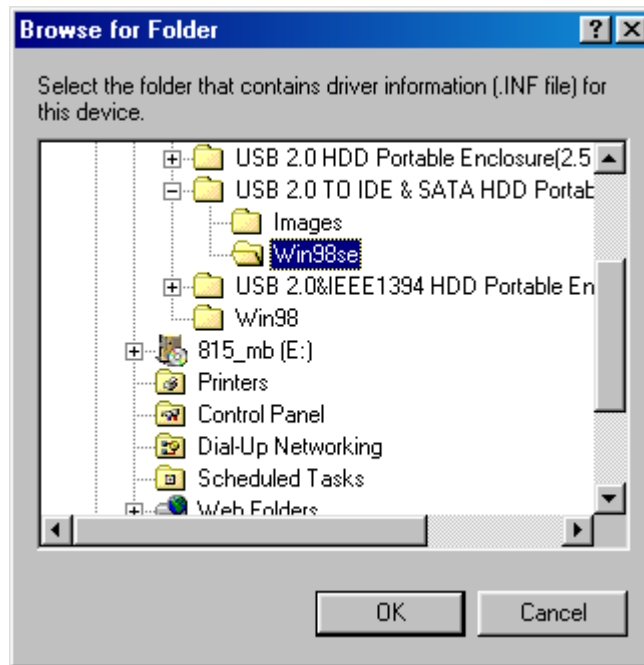 Browse for Folder
Select the folder that contains driver information (.INF file) for
this device.
USB 2.0 HDD Portable Enclosure(2.5
USB 2.0 TO IDE & SATA HDD Portab
Images
Win98se
USB 2.0&IEEE1394 HDD Portable En
Win98
815_mb (E:)
Printers
Control Panel
Dial-Up Networking
Scheduled Tasks
Web Folders
OK Cancel